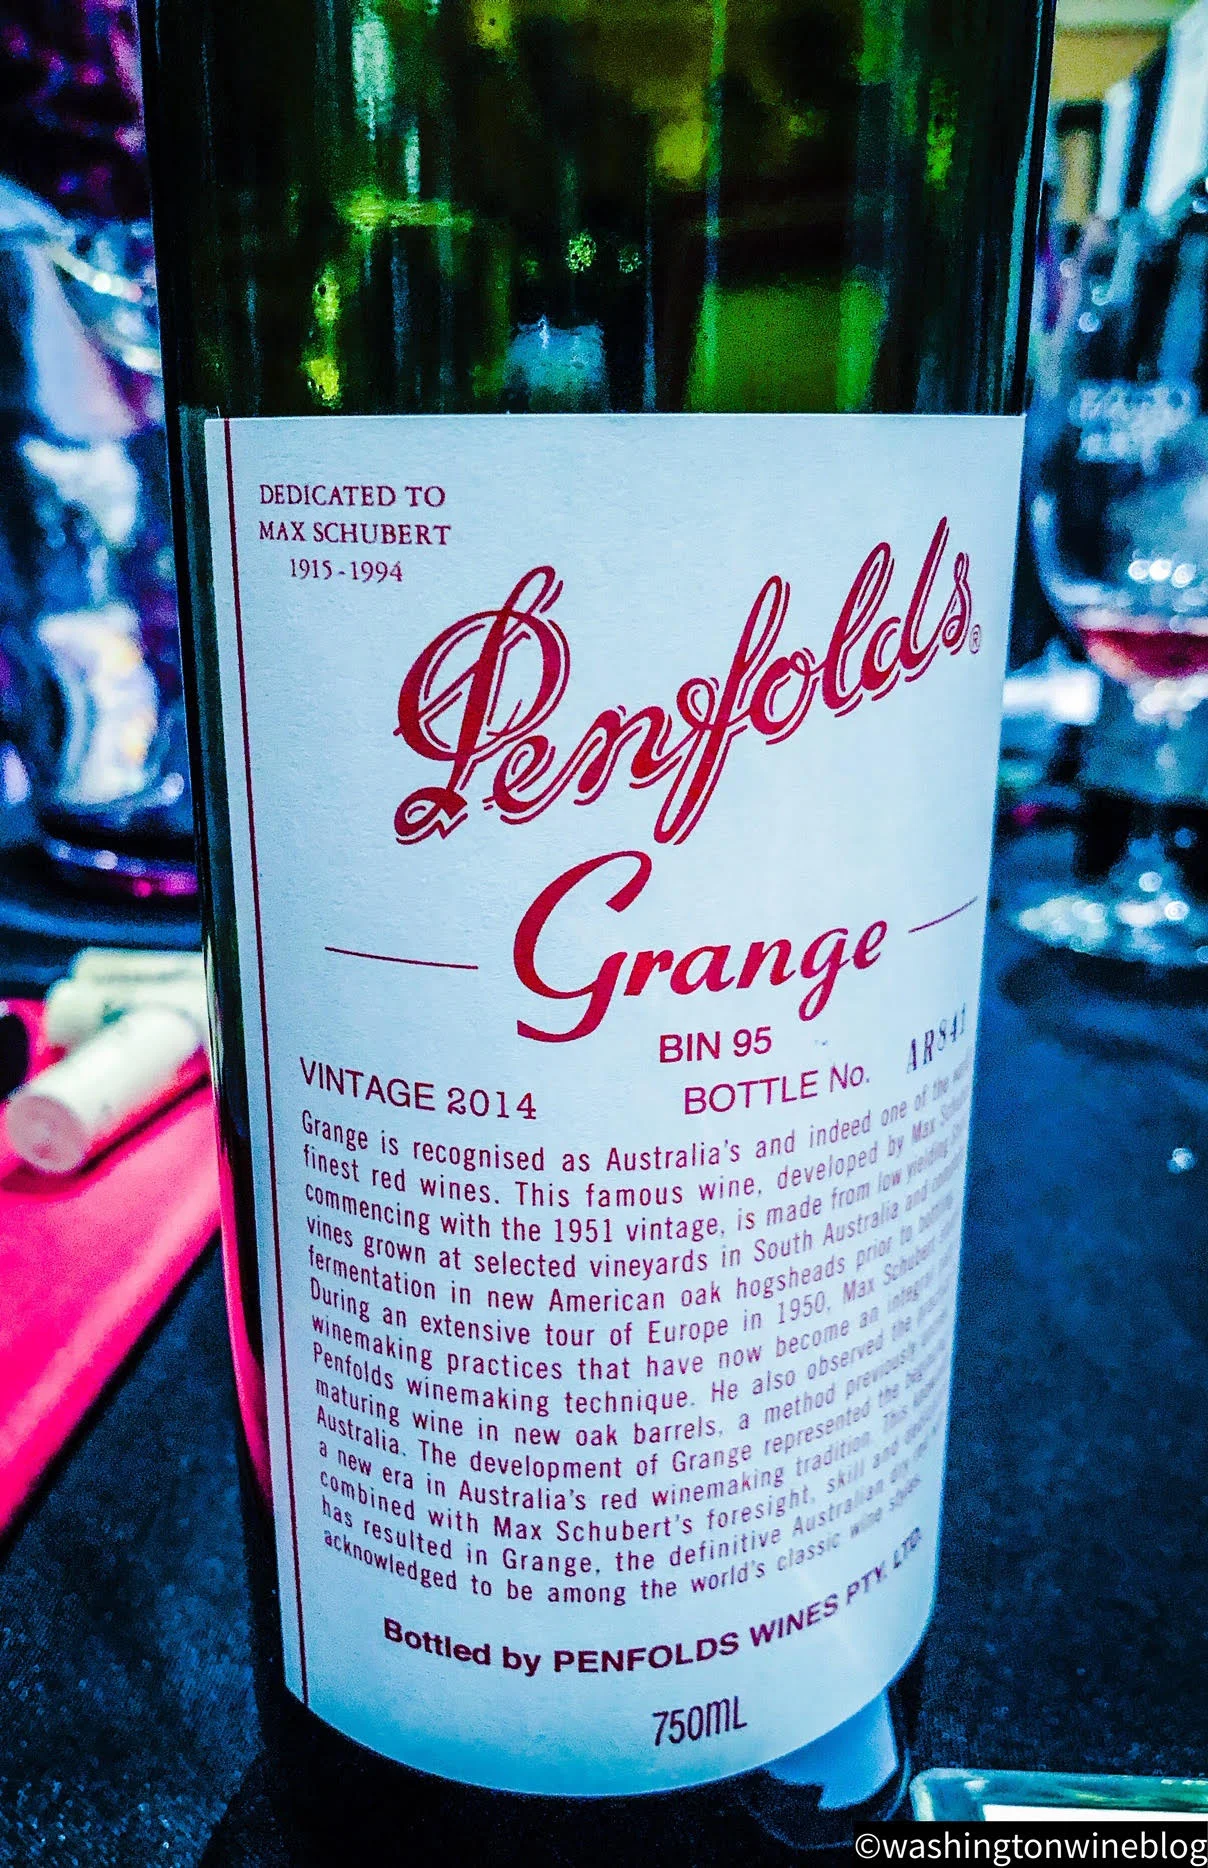 DEDICATED TO
MAX SCHUBERT
1915-1994
Penfolds®
Grange
BIN 95
VINTAGE 2014
BOTTLE No. AR841
Grange is recognised as Australia's and indeed one of the
finest red wines. This famous wine, developed by Max Schubert
commencing with the 1951 vintage, is made from low yielding
vines grown at selected vineyards in South Australia and
fermentation in new American oak hogsheads prior to bottling.
During an extensive tour of Europe in 1950, Max Schubert
winemaking practices that have now become an integral
Penfolds winemaking technique. He also observed the
maturing wine in new oak barrels, a method previously
Australia. The development of Grange represented the
a new era in Australia's red winemaking tradition. This
combined with Max Schubert's foresight, skill and
has resulted in Grange, the definitive Australian dry
acknowledged to be among the world's classic wine styles.
Bottled by PENFOLDS WINES PTY. LTD.
750ML
©washingtonwineblog